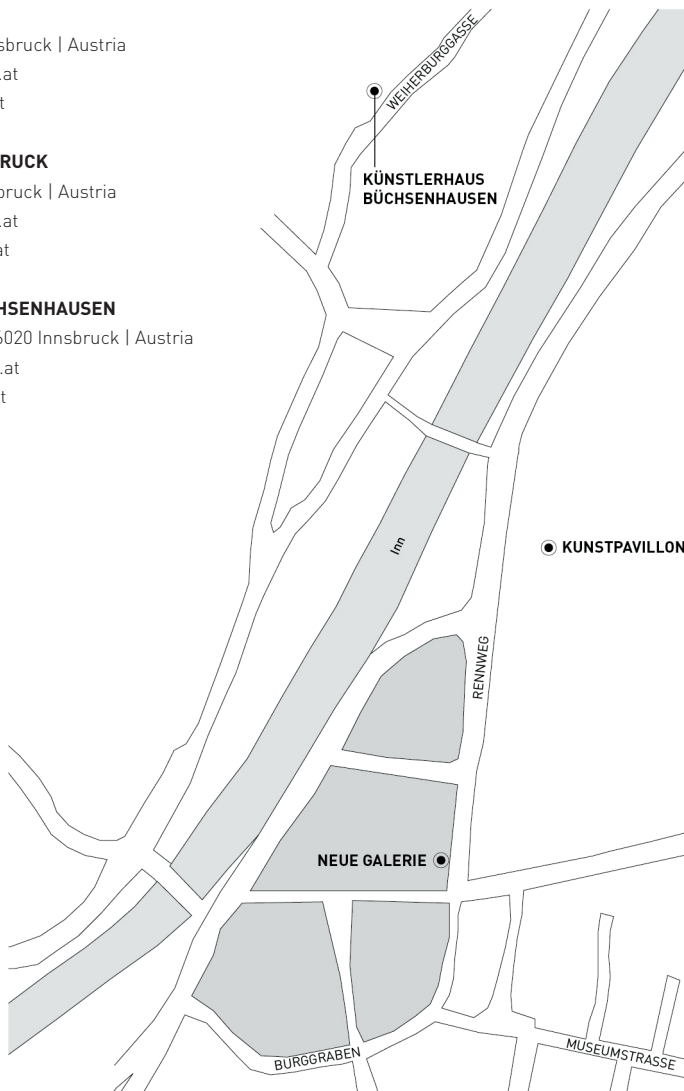 sbruck | Austria
.at
t
RUCK
bruck | Austria
.at
at
HSENHAUSEN
6020 Innsbruck | Austria
.at
t
WEIHERBURGGASSE
KÜNSTLERHAUS
BÜCHSENHAUSEN
Inn
KUNSTPAVILLON
RENNWEG
NEUE GALERIE
BURGGRABEN
MUSEUMSTRASSE